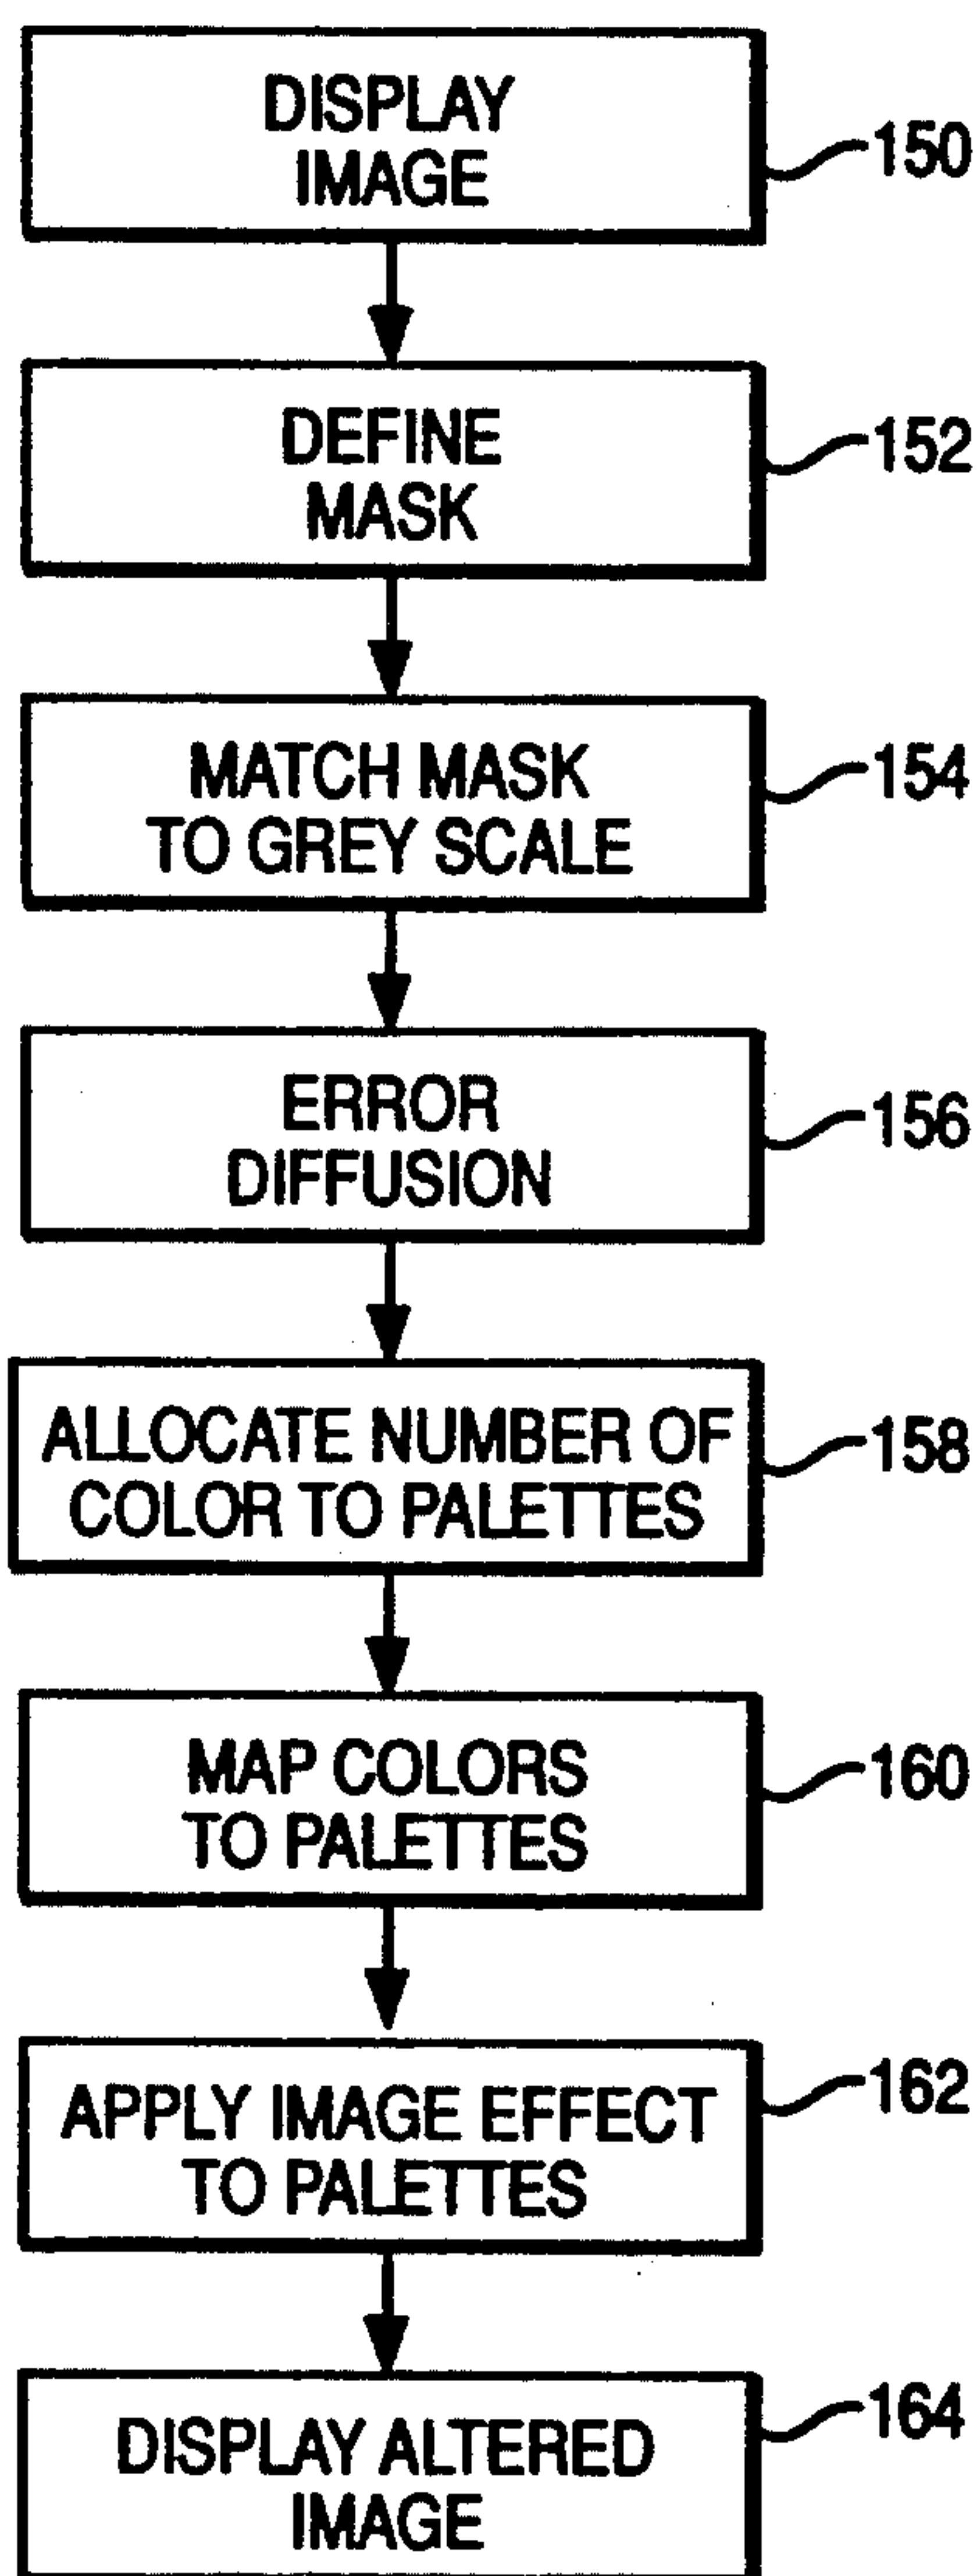 DISPLAY
IMAGE
150
DEFINE
MASK
152
MATCH MASK
TO GREY SCALE
154
ERROR
DIFFUSION
156
ALLOCATE NUMBER OF
COLOR TO PALETTES
158
MAP COLORS
TO PALETTES
160
APPLY IMAGE EFFECT
TO PALETTES
162
DISPLAY ALTERED
IMAGE
164